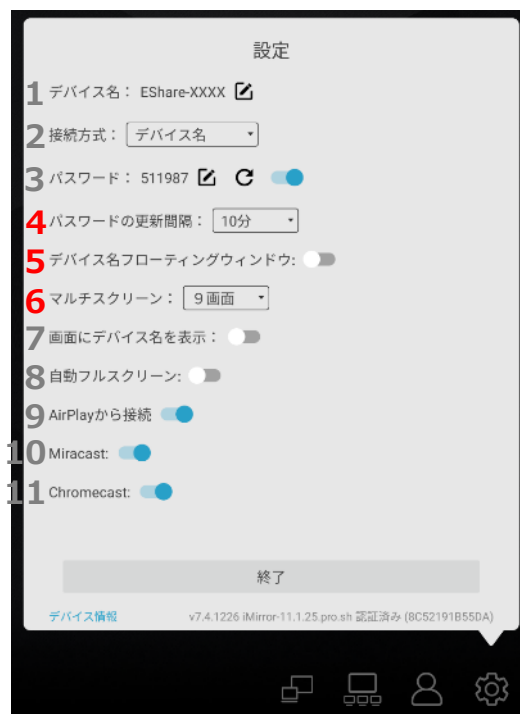 設定
1 デバイス名： EShare-XXXX
2 接続方式： デバイス名
3 パスワード： 511987
4 パスワードの更新間隔： 10分
5 デバイス名フローティングウィンドウ:
6 マルチスクリーン： 9画面
7 画面にデバイス名を表示：
8 自動フルスクリーン:
9 AirPlayから接続
10 Miracast:
11 Chromecast:
終了
デバイス情報 v7.4.1226 iMirror-11.1.25.pro.sh 認証済み (8C52191B55DA)